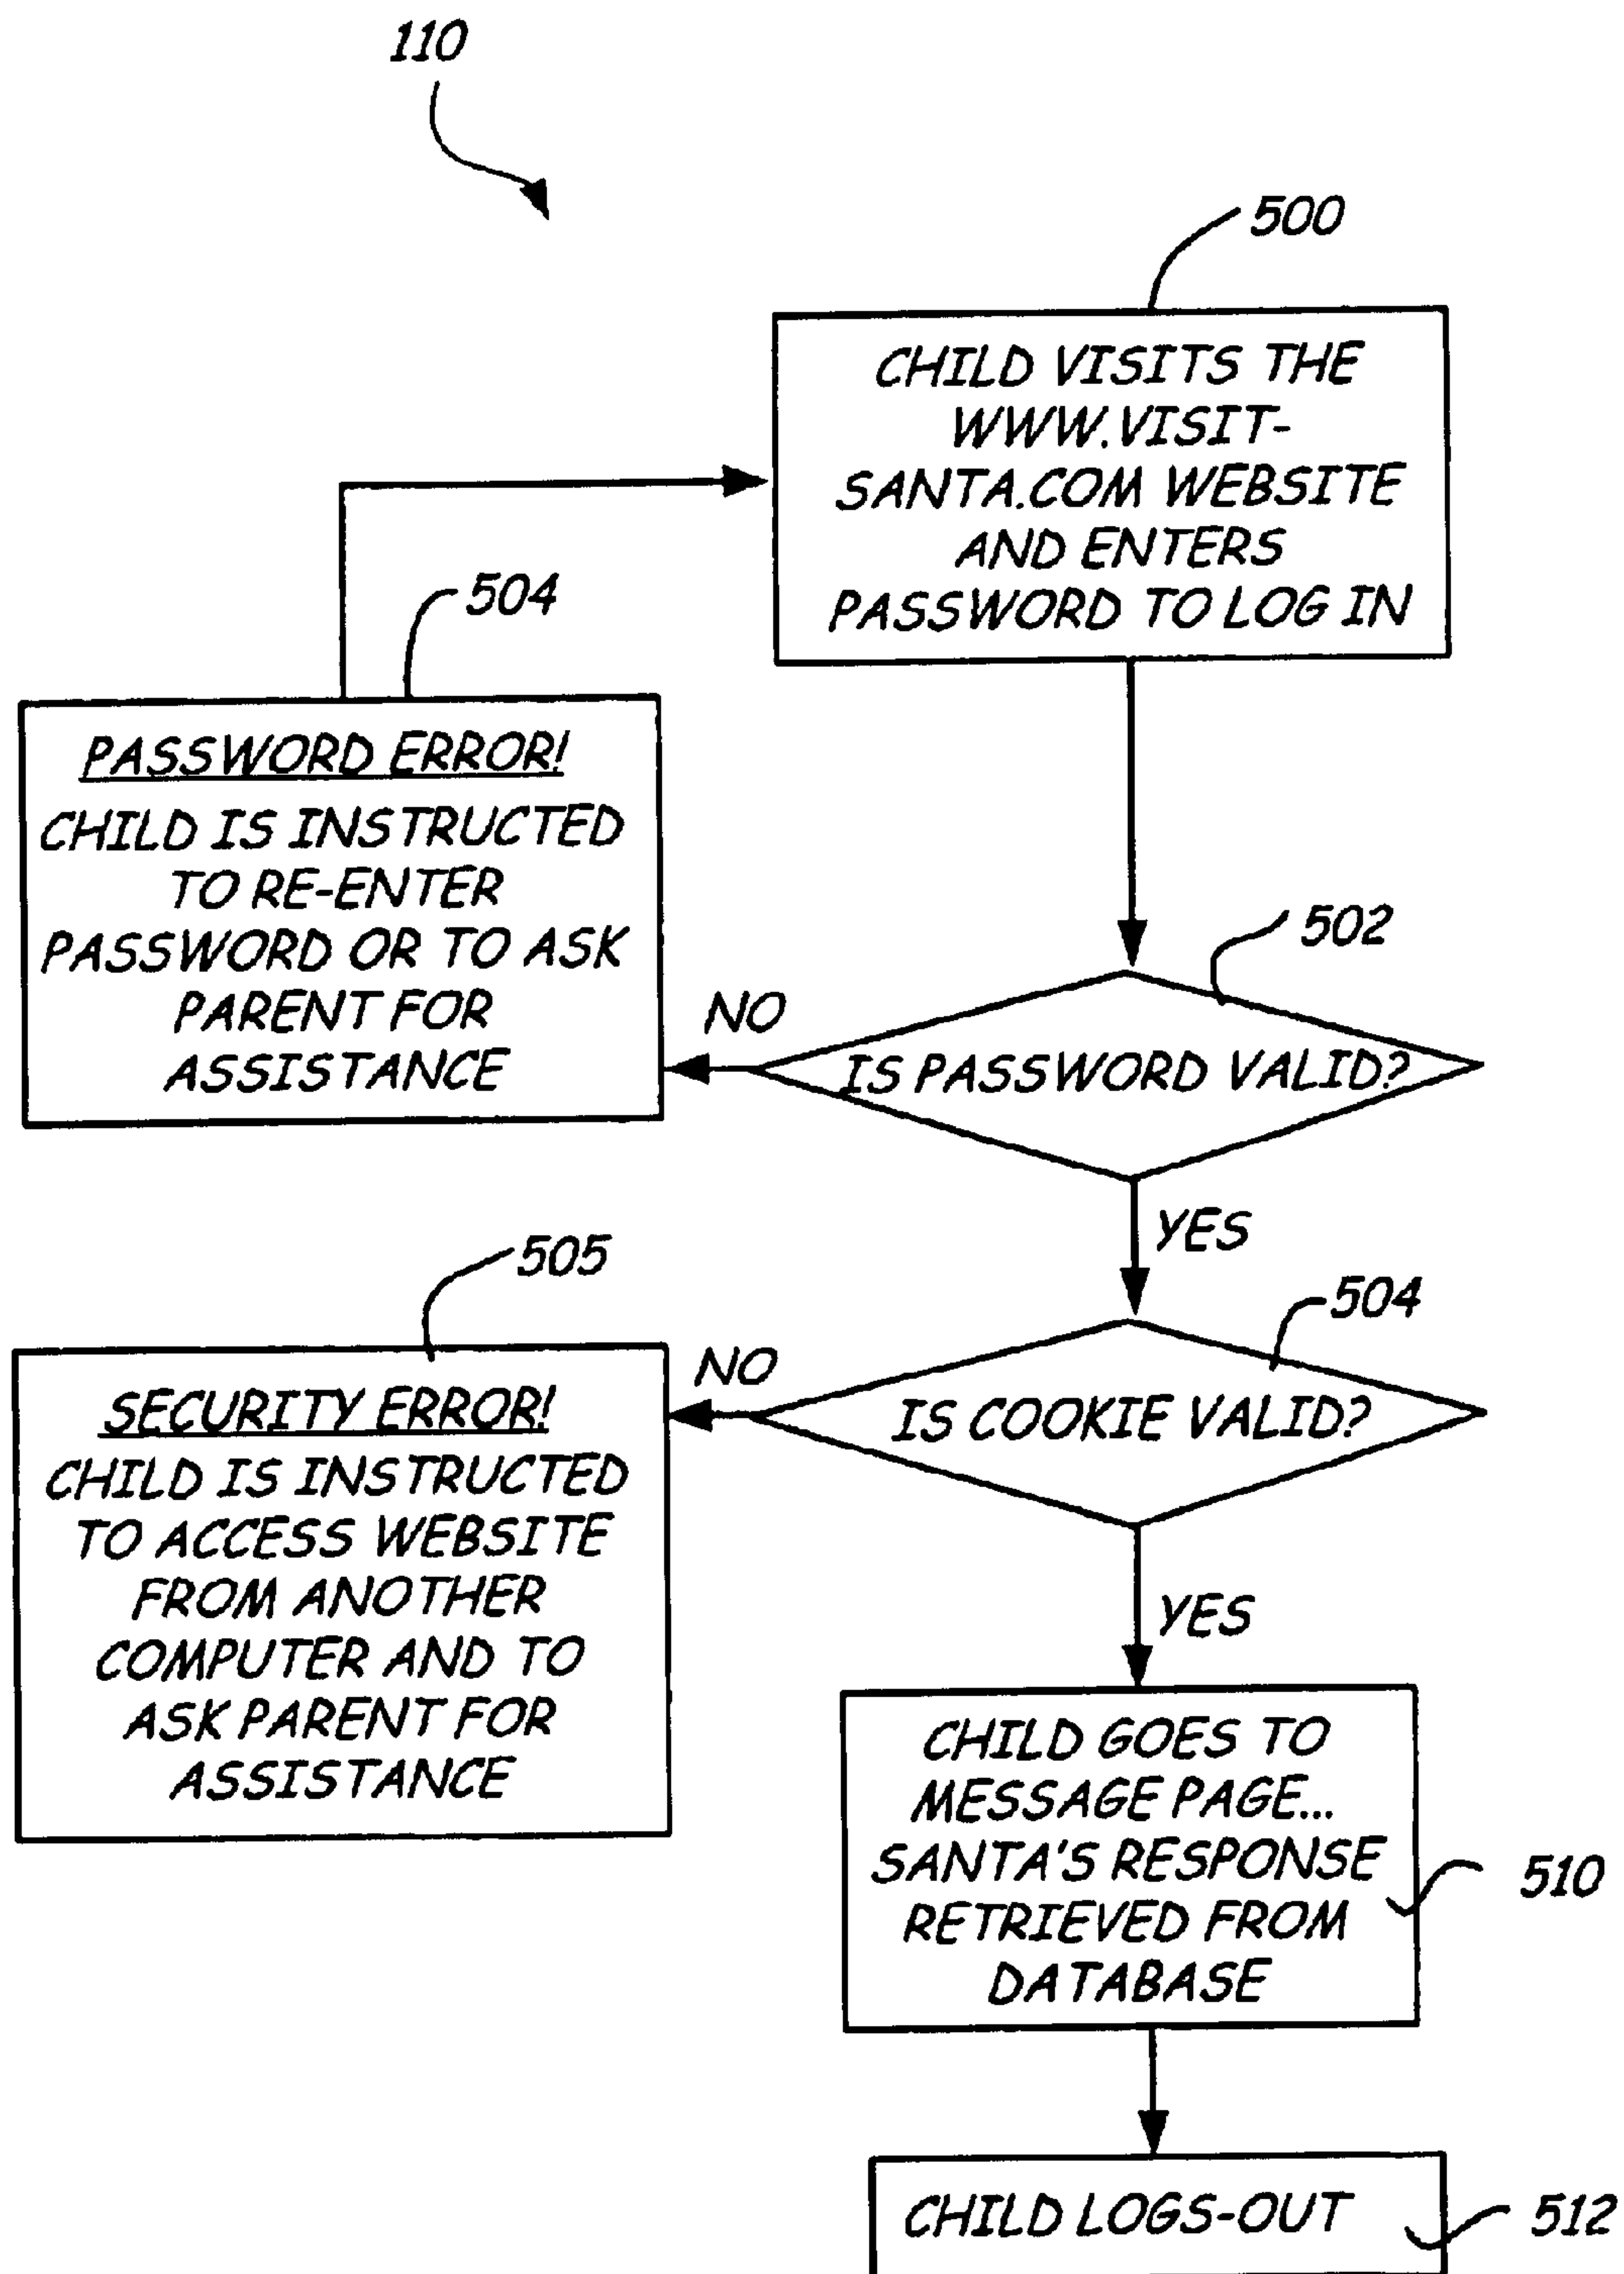 110
500
CHILD VISITS THE
WWW.VISIT-
SANTA.COM WEBSITE
AND ENTERS
PASSWORD TO LOG IN
504
PASSWORD ERROR!
CHILD IS INSTRUCTED
TO RE-ENTER
PASSWORD OR TO ASK
PARENT FOR
ASSISTANCE
502
NO
IS PASSWORD VALID?
YES
505
SECURITY ERROR!
CHILD IS INSTRUCTED
TO ACCESS WEBSITE
FROM ANOTHER
COMPUTER AND TO
ASK PARENT FOR
ASSISTANCE
504
NO
IS COOKIE VALID?
YES
CHILD GOES TO
MESSAGE PAGE...
SANTA'S RESPONSE
RETRIEVED FROM
DATABASE
510
CHILD LOGS-OUT
512